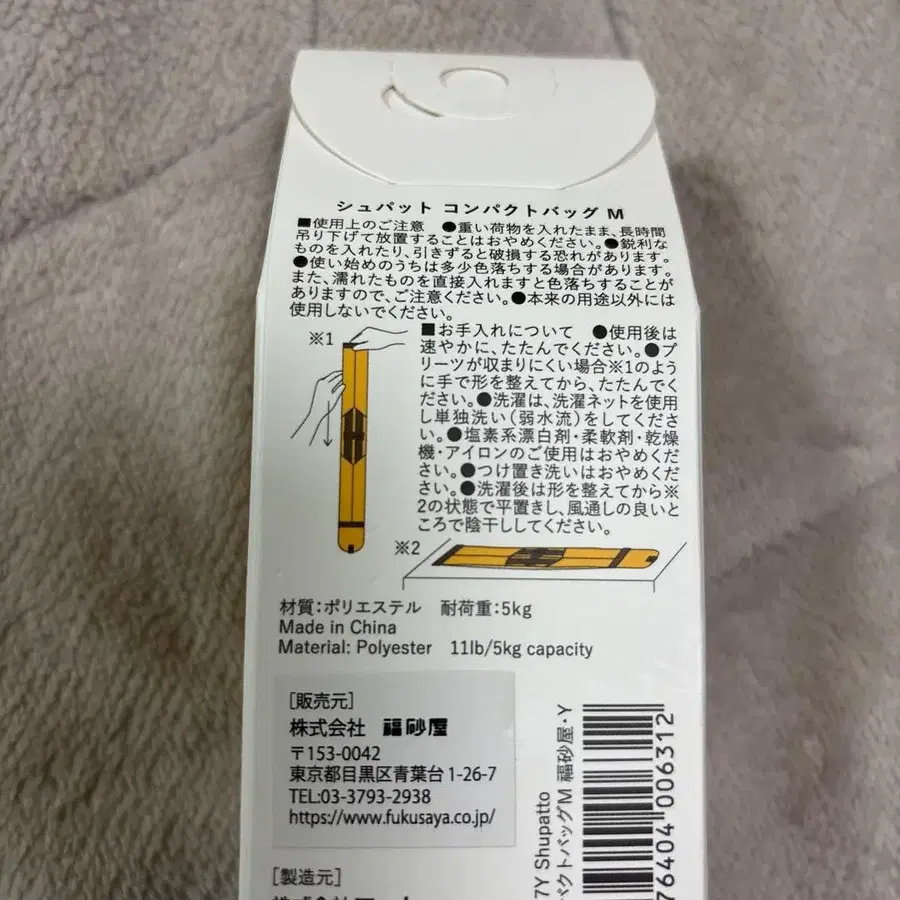 シュパット コンパクトバッグ M
■使用上のご注意　●重い荷物を入れたまま、長時間
吊り下げて放置することはおやめください。●鋭利な
ものを入れたり、引きずると破損する恐れがあります。
●使い始めのうちは多少色落ちする場合があります。
また、濡れたものを直接入れますと色落ちすることが
ありますので、ご注意ください。●本来の用途以外には
使用しないでください。
※1
■お手入れについて　●使用後は
速やかに、たたんでください。●プ
リーツが収まりにくい場合※1のよう
に手で形を整えてから、たたんでく
ださい。●洗濯は、洗濯ネットを使用
し単独洗い（弱水流）をしてくださ
い。●塩素系漂白剤・柔軟剤・乾燥
機・アイロンのご使用はおやめくだ
さい。●つけ置き洗いはおやめくだ
さい。●洗濯後は形を整えてから※
2の状態で平置きし、風通しの良いと
ころで陰干ししてください。
※2
材質：ポリエステル　耐荷重：5kg
Made in China
Material: Polyester　11lb/5kg capacity
［販売元］
株式会社 福砂屋
〒153-0042
東京都目黒区青葉台1-26-7
TEL:03-3793-2938
https://www.fukusaya.co.jp/
［製造元］
株式会社
7Y Shupatto
パクトバッグM 福砂屋・Y
76404 006312